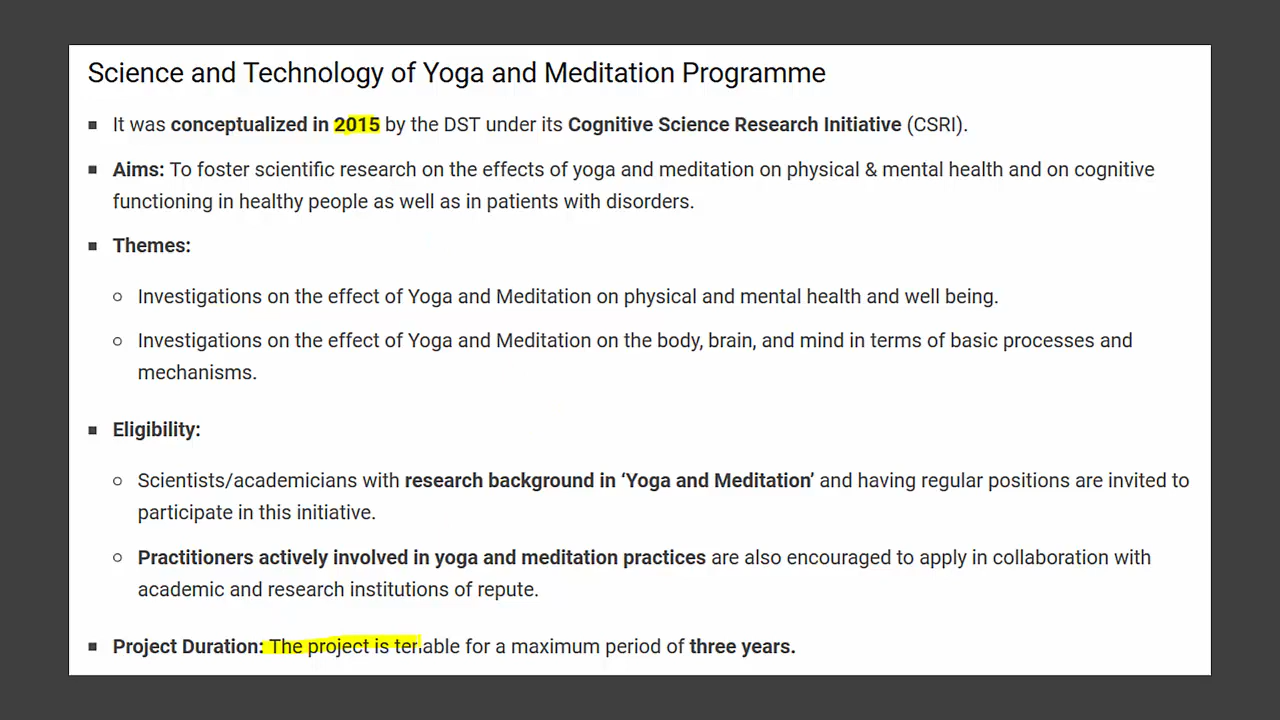 Science and Technology of Yoga and Meditation Programme
It was conceptualized in 2015 by the DST under its Cognitive Science Research Initiative (CSRI).
Aims: To foster scientific research on the effects of yoga and meditation on physical & mental health and on cognitive
functioning in healthy people as well as in patients with disorders.
Themes:
Investigations on the effect of Yoga and Meditation on physical and mental health and well being.
Investigations on the effect of Yoga and Meditation on the body, brain, and mind in terms of basic processes and
mechanisms.
Eligibility:
Scientists/academicians with research background in ‘Yoga and Meditation’ and having regular positions are invited to
participate in this initiative.
Practitioners actively involved in yoga and meditation practices are also encouraged to apply in collaboration with
academic and research institutions of repute.
Project Duration: The project is tenable for a maximum period of three years.